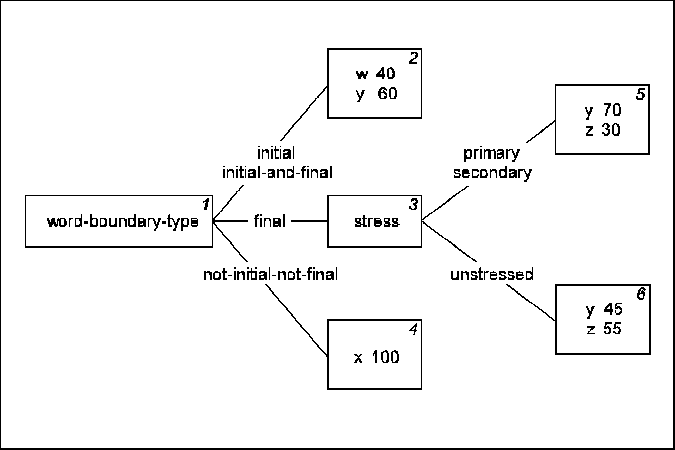 2
w 40
y 60
5
y 70
z 30
initial
initial-and-final
primary
secondary
1
word-boundary-type
final
3
stress
not-initial-not-final
unstressed
6
y 45
z 55
4
x 100